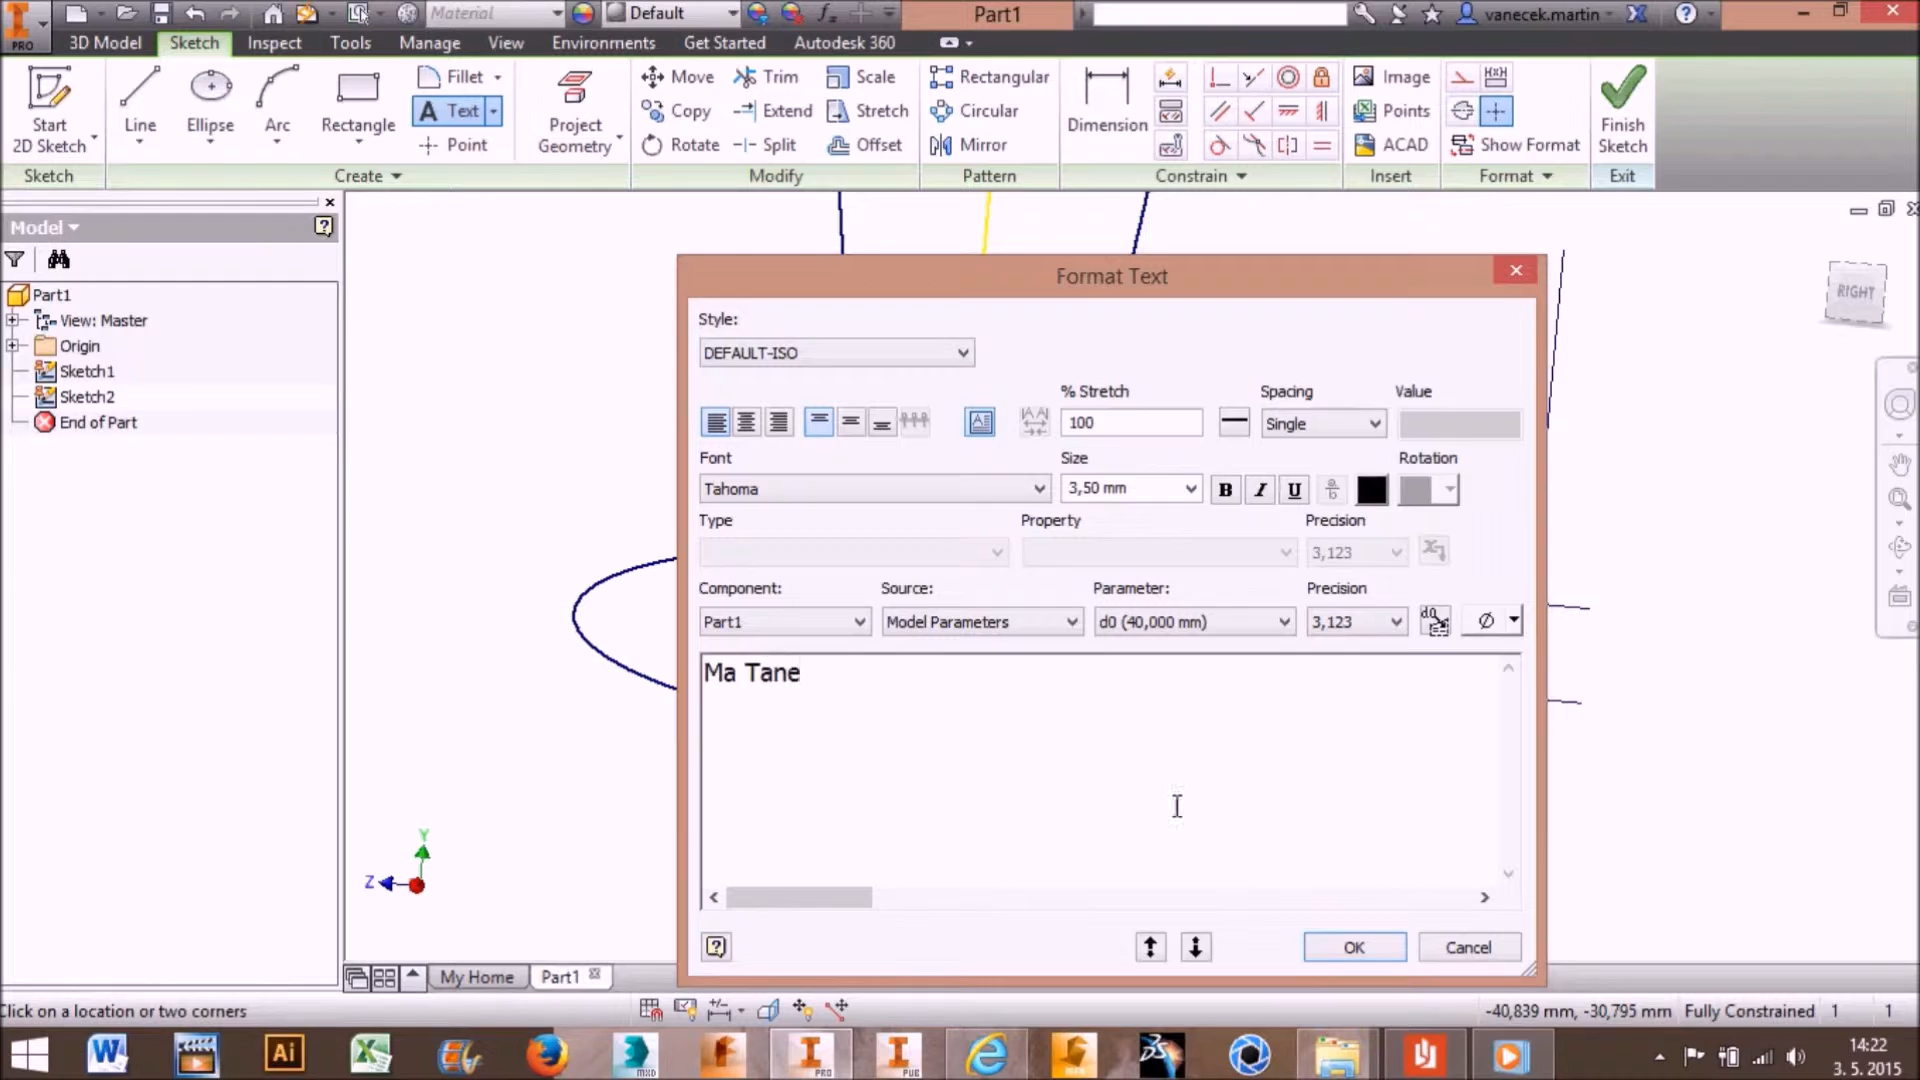 Material
Default
Part1
vanecek.martin
PRO
3D Model
Sketch
Inspect
Tools
Manage
View
Environments
Get Started
Autodesk 360
Start
2D Sketch
Line
Ellipse
Arc
Rectangle
Fillet
A Text
Point
Project
Geometry
Move
Copy
Rotate
Trim
Extend
Split
Scale
Stretch
Offset
Rectangular
Circular
Mirror
Dimension
Image
Points
ACAD
Show Format
Finish
Sketch
Sketch
Create
Modify
Pattern
Constrain
Insert
Format
Exit
Model
Part1
View: Master
Origin
Sketch1
Sketch2
End of Part
RIGHT
Format Text
Style:
DEFAULT-ISO
% Stretch
Spacing
Value
100
Single
Font
Size
Rotation
Tahoma
3,50 mm
B I U
Type
Property
Precision
3,123
Component:
Source:
Parameter:
Precision
Part1
Model Parameters
d0 (40,000 mm)
3,123
Ma Tane
OK
Cancel
Y
Z
My Home
Part1
Click on a location or two corners
-40,839 mm, -30,795 mm
Fully Constrained
1
1
Ai
MXD
PRO
PUB
14:22
3. 5. 2015